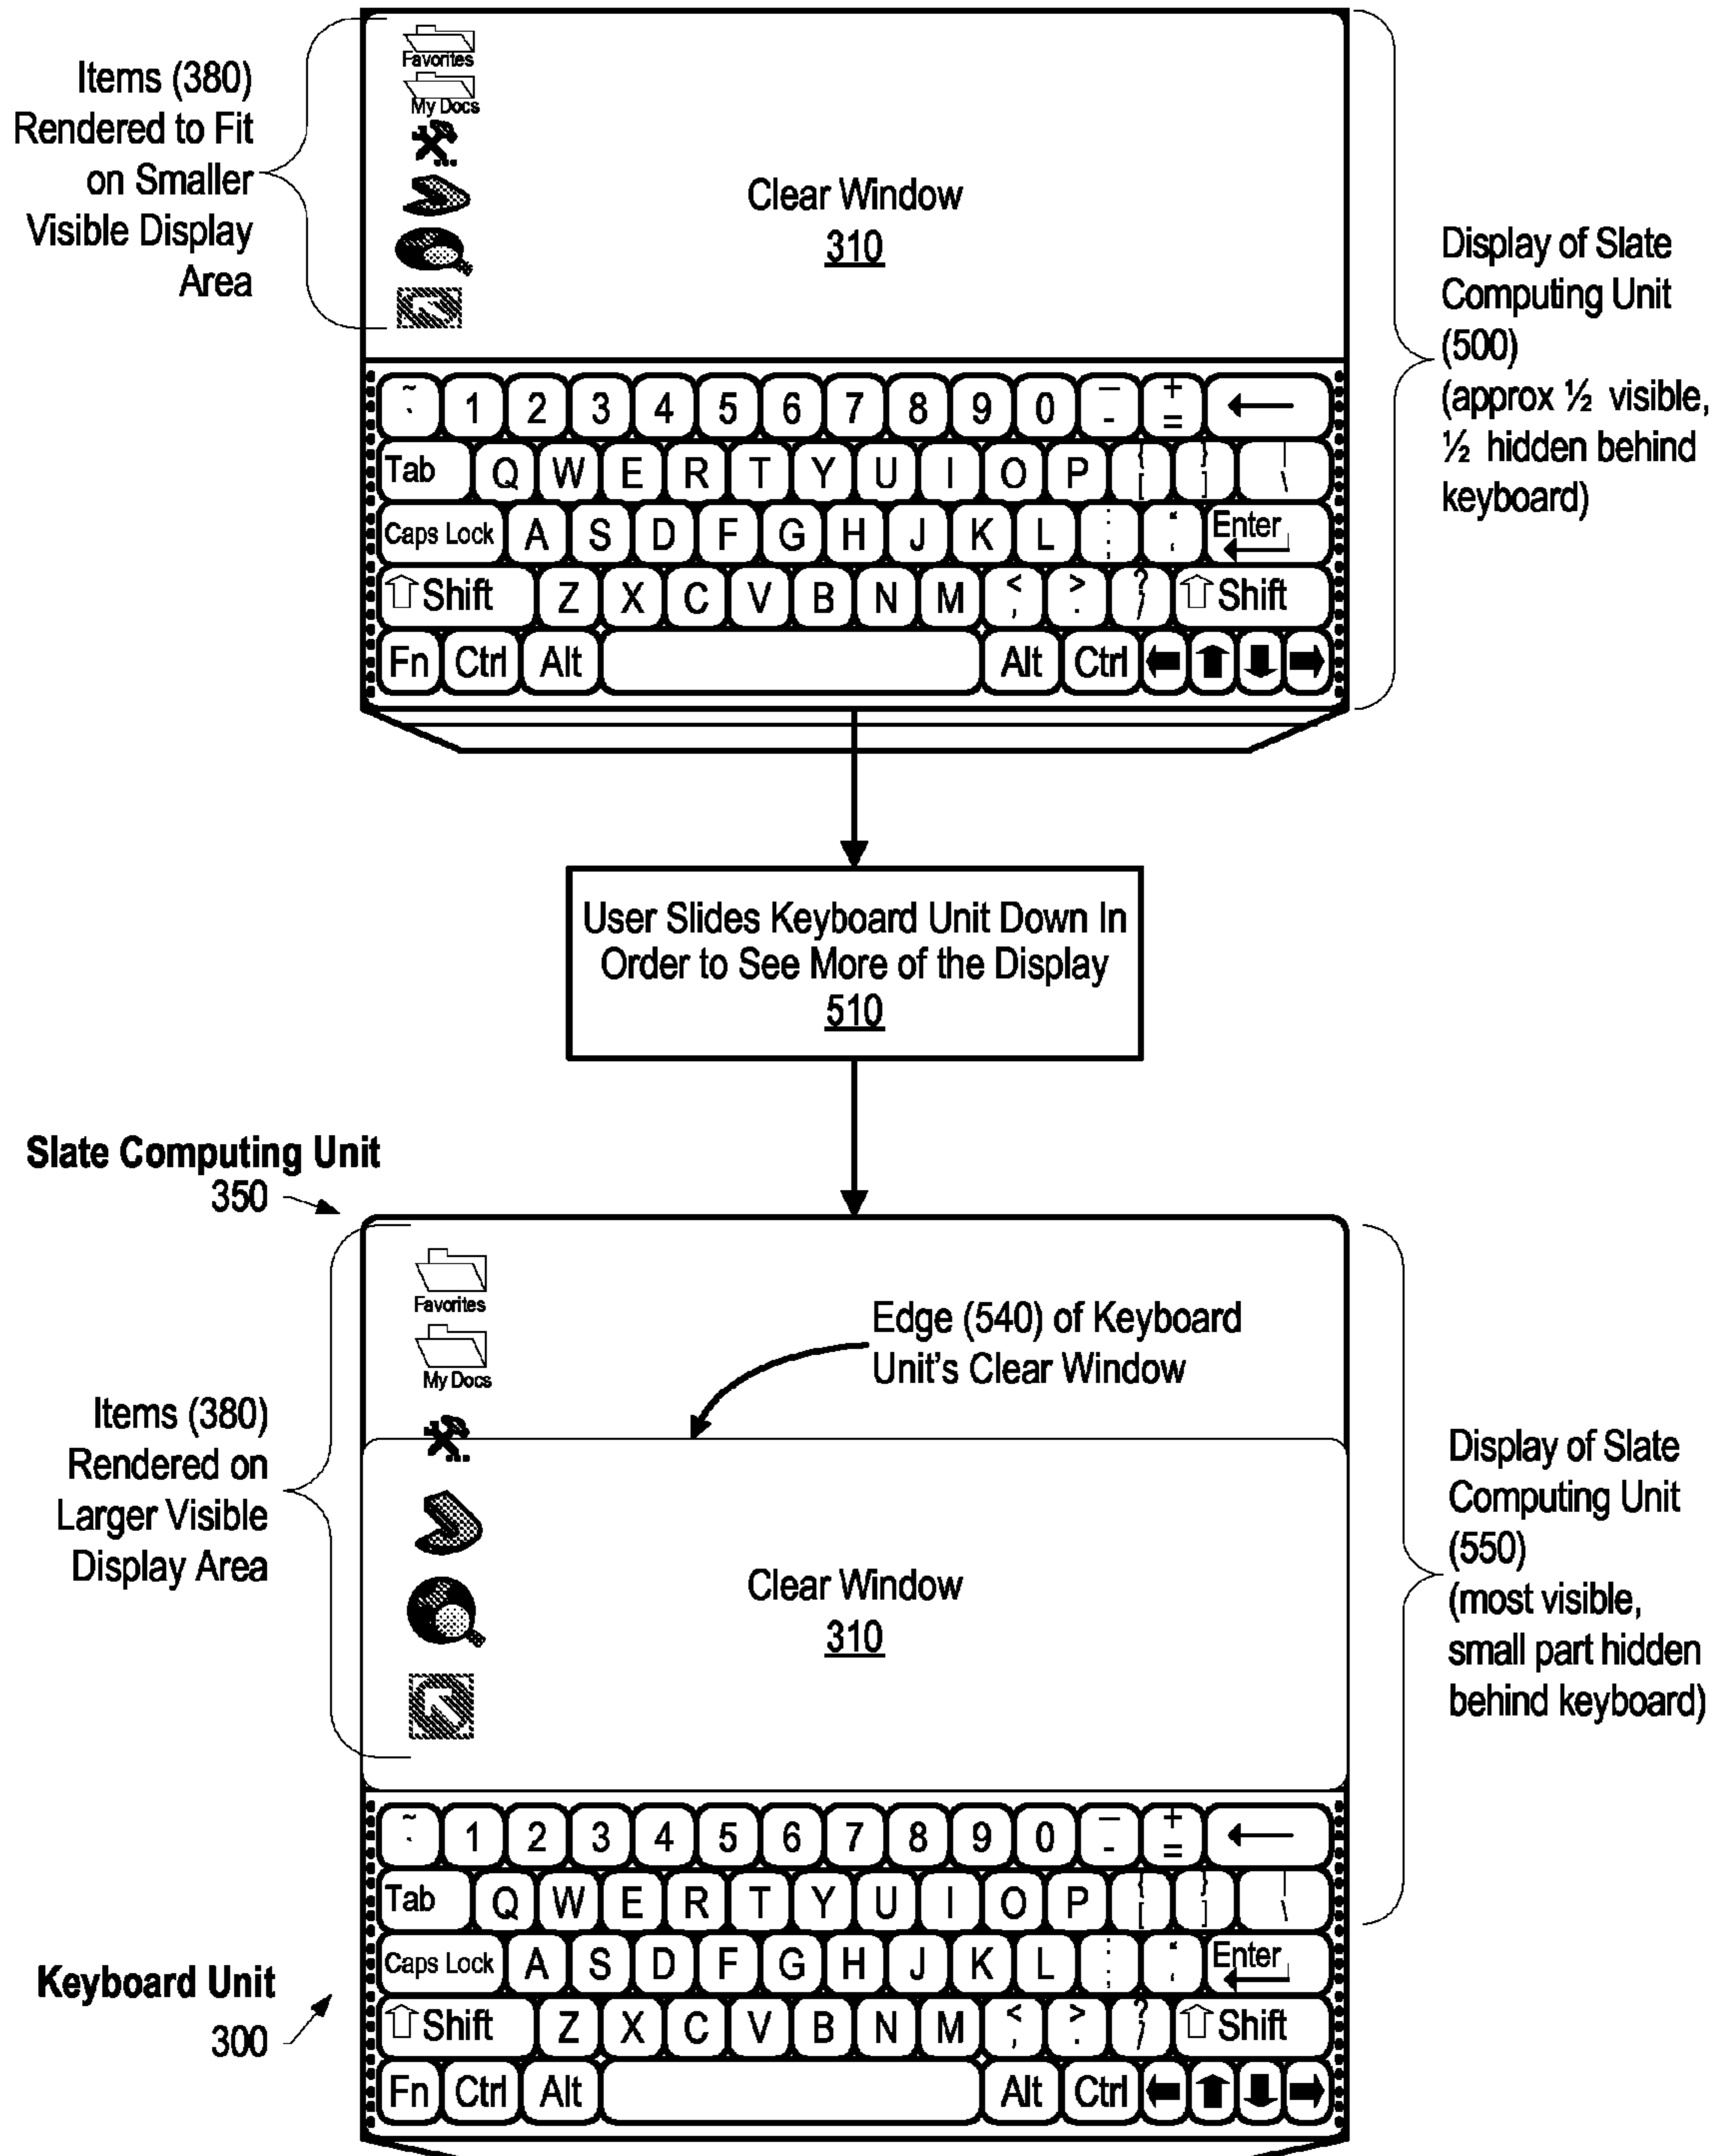 Items (380)
Rendered to Fit
on Smaller
Visible Display
Area
Favorites
My Docs
Clear Window
310
Display of Slate
Computing Unit
(500)
(approx ½ visible,
½ hidden behind
keyboard)
~ ` 1 2 3 4 5 6 7 8 9 0 _ - + =
Tab Q W E R T Y U I O P { [ } ] | \
Caps Lock A S D F G H J K L : ; “ ‘ Enter
Shift Z X C V B N M < , > . ? / Shift
Fn Ctrl Alt Alt Ctrl
User Slides Keyboard Unit Down In
Order to See More of the Display
510
Slate Computing Unit
350
Favorites
My Docs
Edge (540) of Keyboard
Unit's Clear Window
Items (380)
Rendered on
Larger Visible
Display Area
Clear Window
310
Display of Slate
Computing Unit
(550)
(most visible,
small part hidden
behind keyboard)
~ ` 1 2 3 4 5 6 7 8 9 0 _ - + =
Tab Q W E R T Y U I O P { [ } ] | \
Caps Lock A S D F G H J K L : ; “ ‘ Enter
Keyboard Unit
300
Shift Z X C V B N M < , > . ? / Shift
Fn Ctrl Alt Alt Ctrl